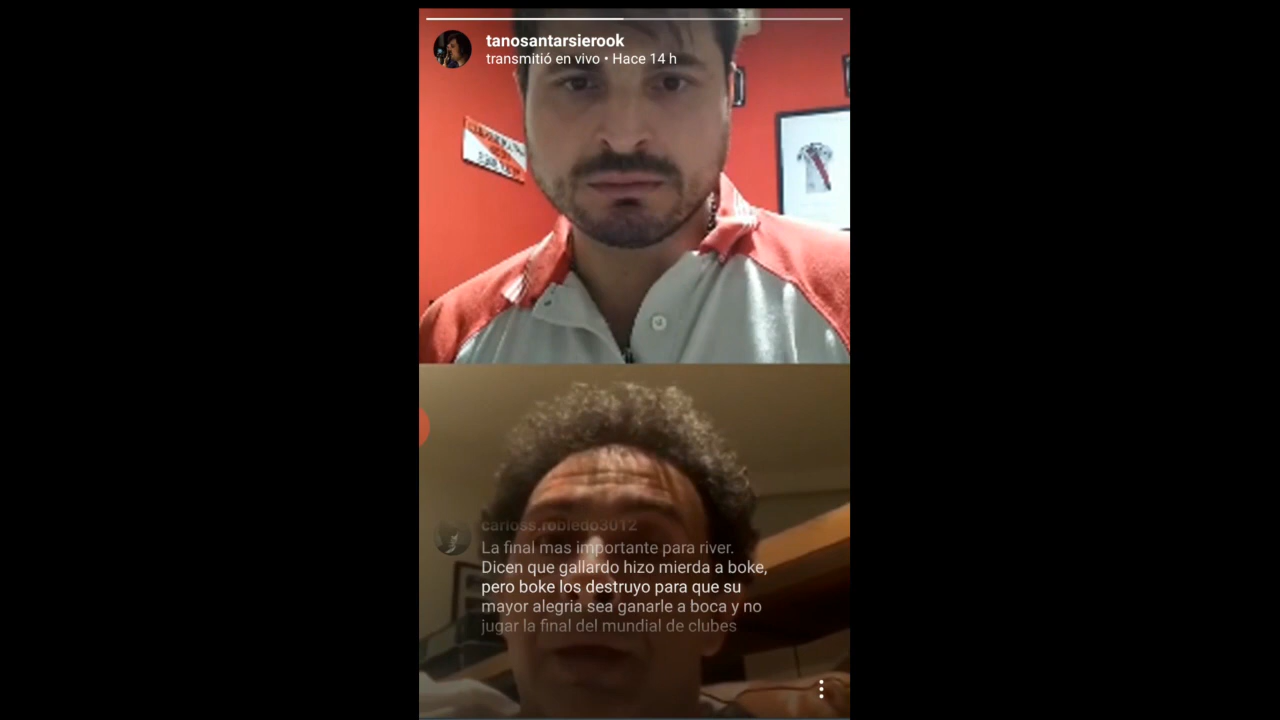 tanosantarsierook
transmitió en vivo • Hace 14 h
carloss.robledo3012
La final mas importante para river.
Dicen que gallardo hizo mierda a boke,
pero boke los destruyo para que su
mayor alegria sea ganarle a boca y no
jugar la final del mundial de clubes